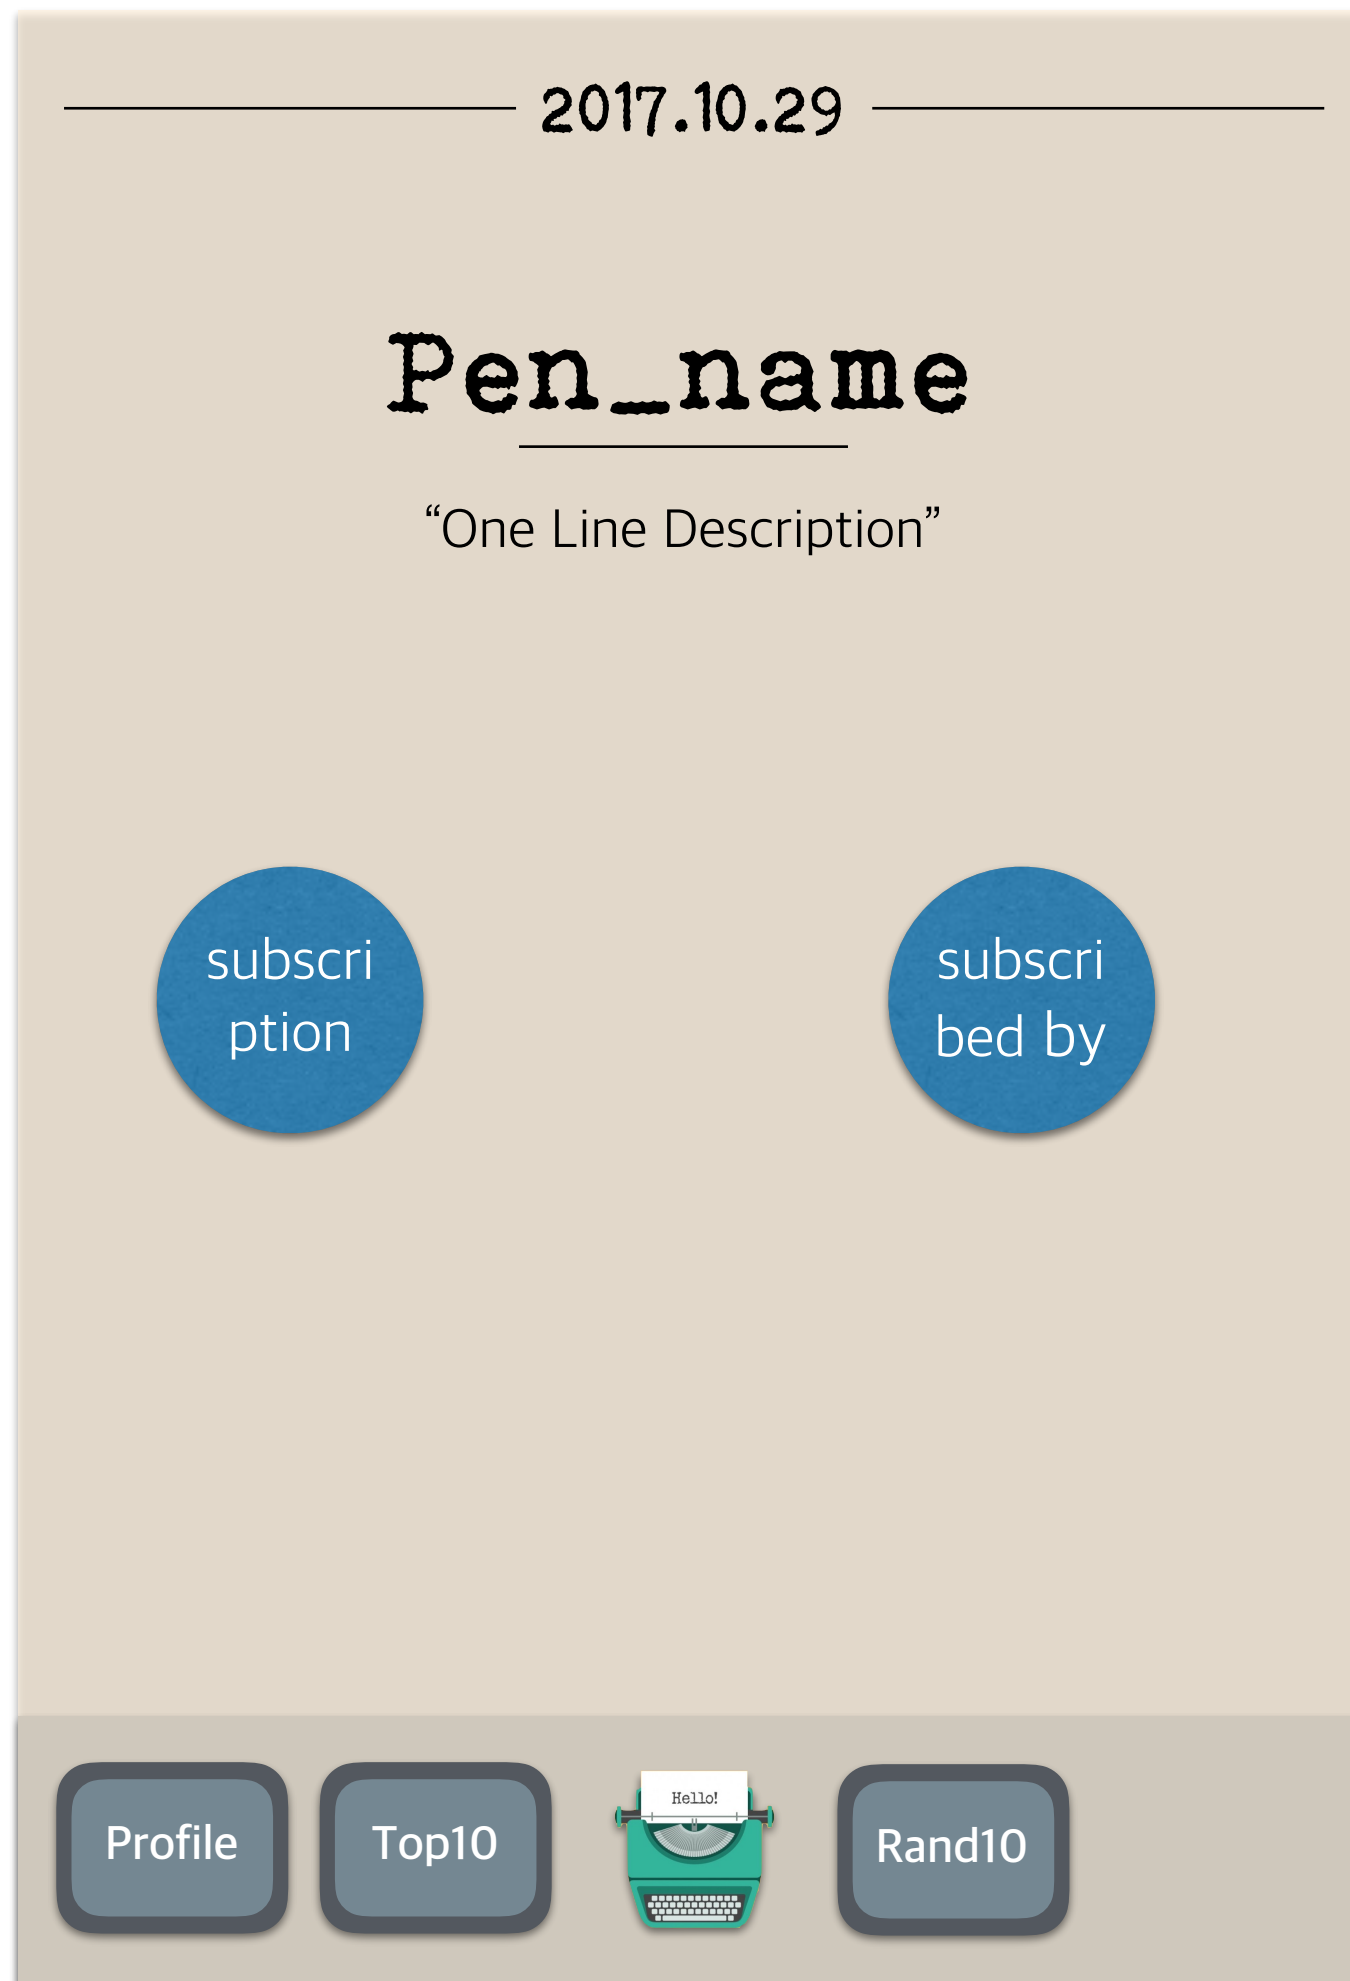 2017.10.29
Pen_name
“One Line Description”
subscri
ption
subscri
bed by
Profile
Top10
Hello!
Rand10